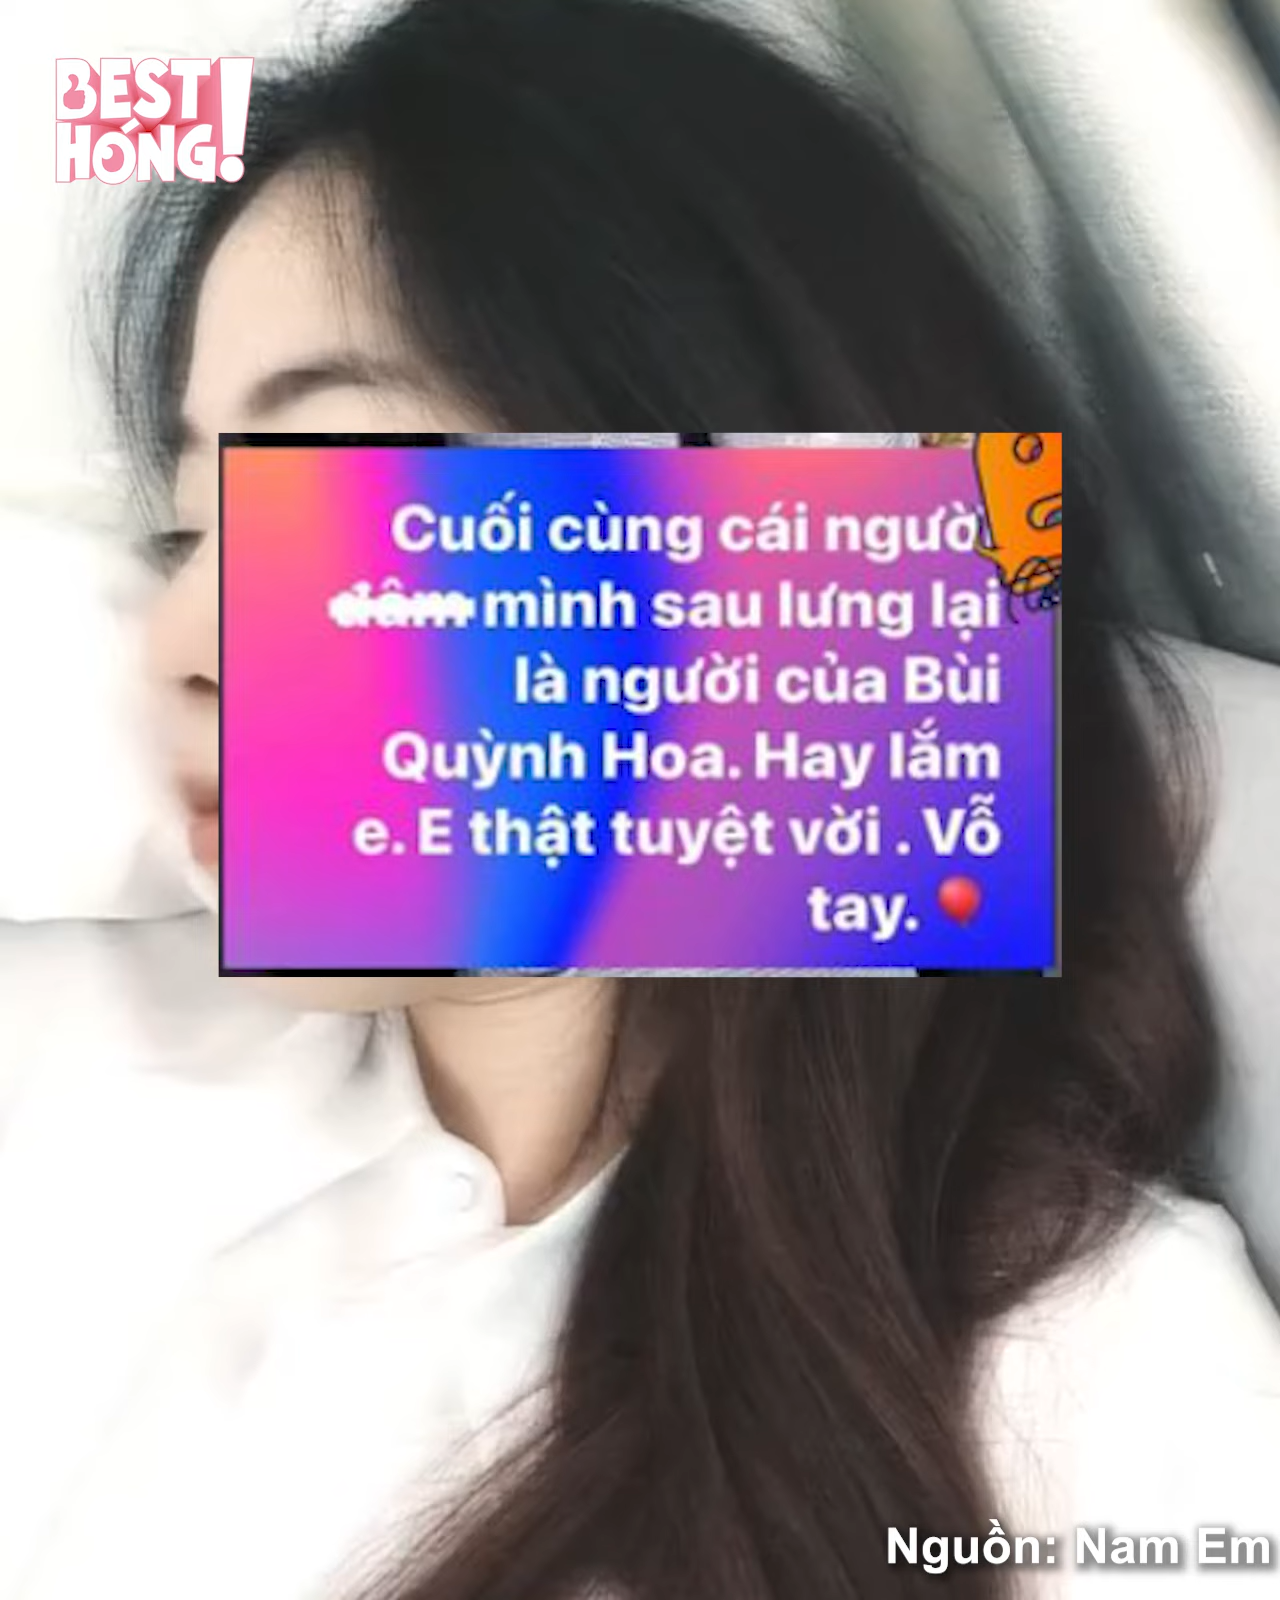 BEST
HÓNG!
Cuối cùng cái người
đâm mình sau lưng lại
là người của Bùi
Quỳnh Hoa. Hay lắm
e. E thật tuyệt vời . Vỗ
tay.
Nguồn: Nam Em